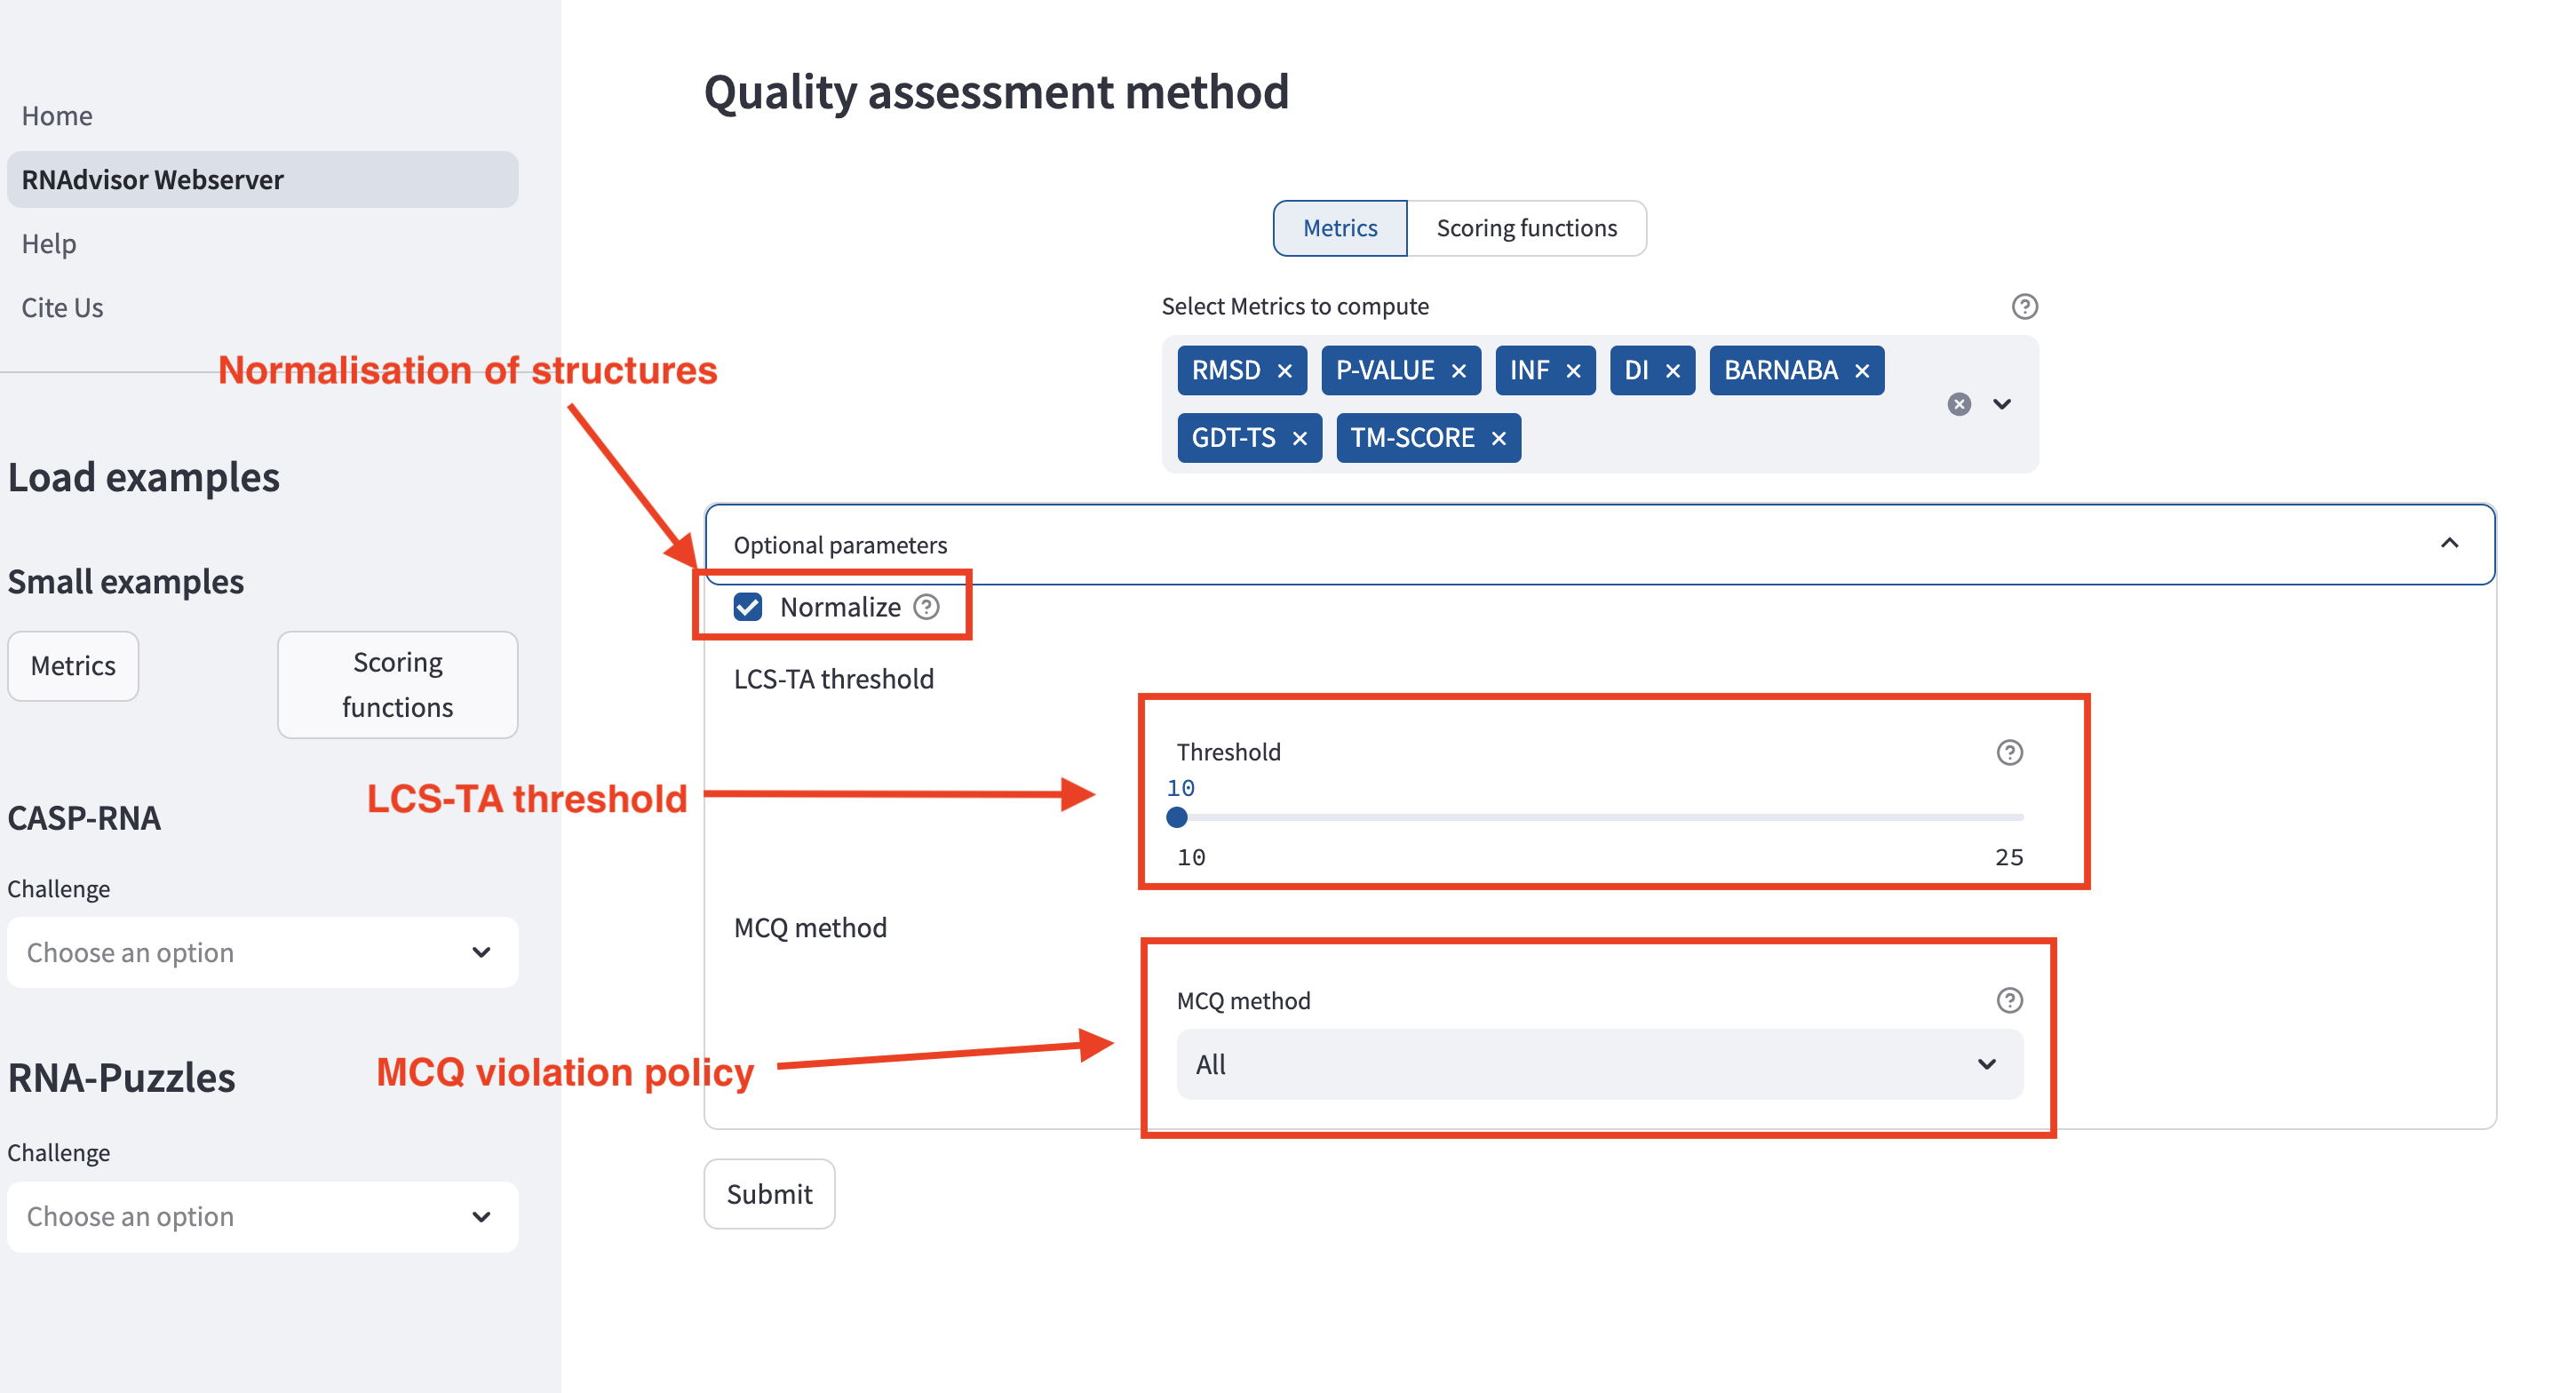 Home
RNAdvisor Webserver
Help
Cite Us
Load examples
Small examples
Metrics
Scoring
functions
CASP-RNA
Challenge
Choose an option
RNA-Puzzles
Challenge
Choose an option
Quality assessment method
Metrics
Scoring functions
Select Metrics to compute
RMSD × P-VALUE × INF × DI × BARNABA ×
GDT-TS × TM-SCORE ×
Normalisation of structures
Optional parameters
Normalize
LCS-TA threshold
LCS-TA threshold
Threshold
10
10 25
MCQ method
MCQ violation policy
MCQ method
All
Submit